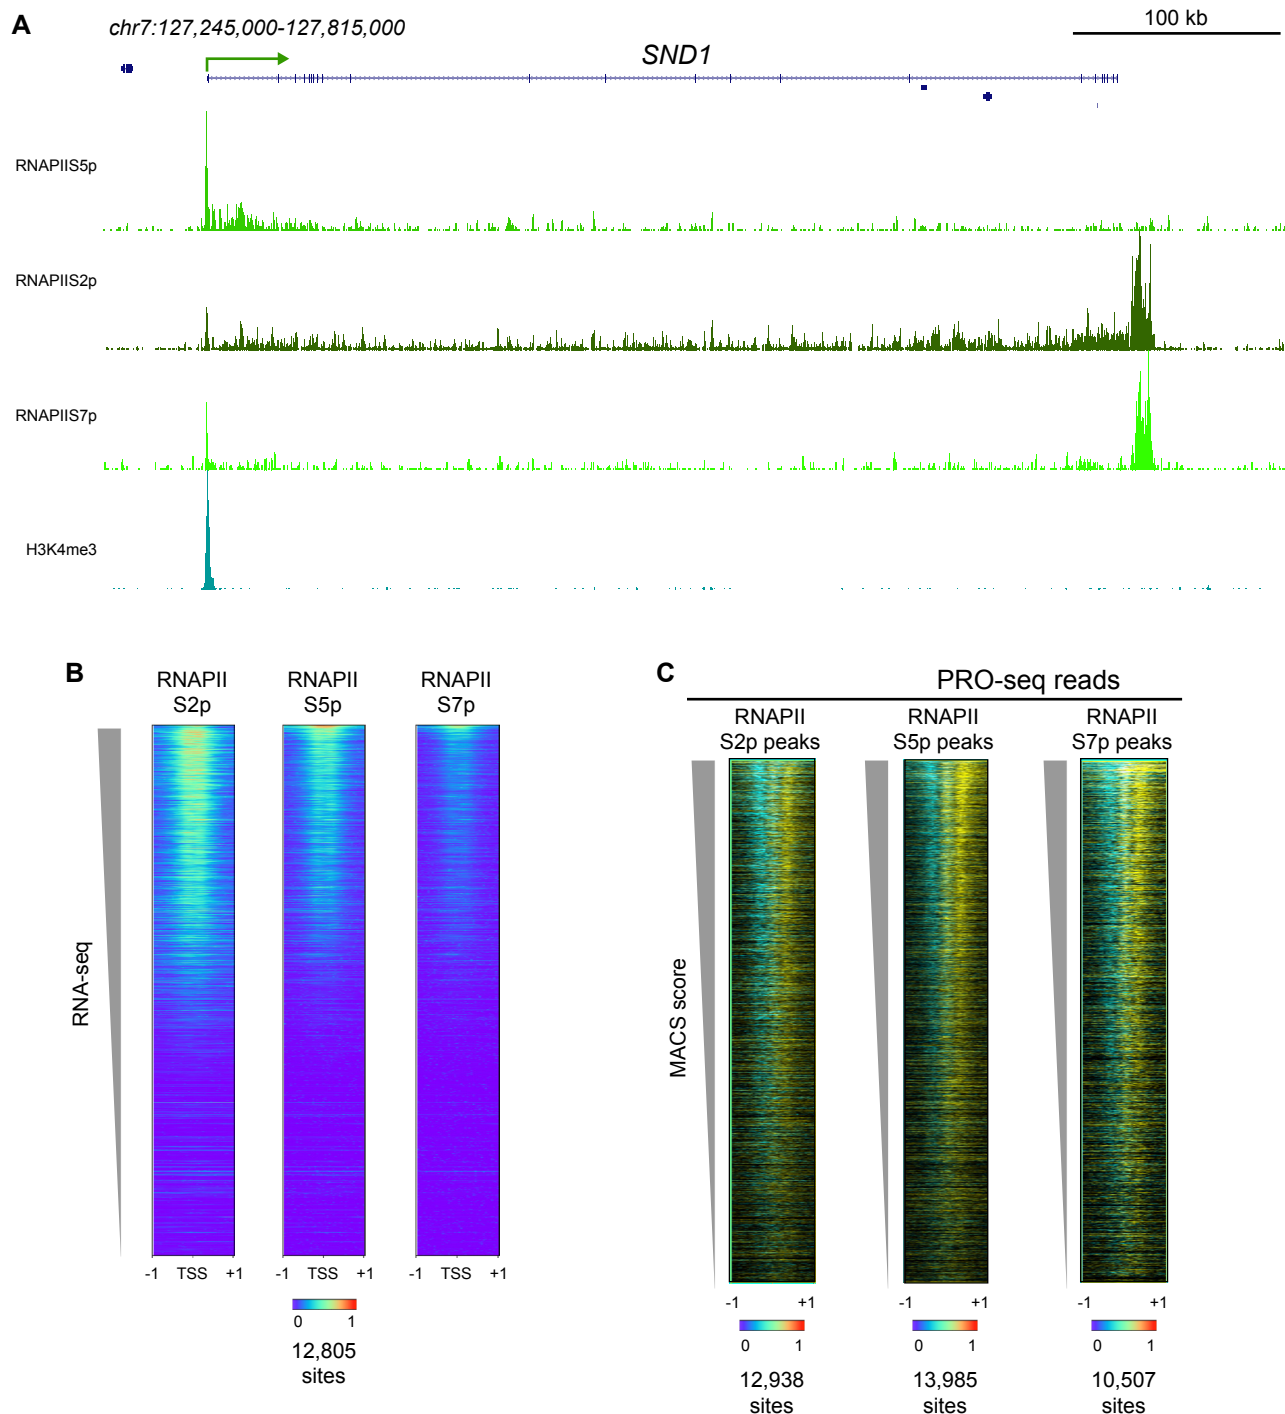 A
chr7:127,245,000-127,815,000
100 kb
SND1
RNAPIIS5p
RNAPIIS2p
RNAPIIS7p
H3K4me3
B
RNAPII
S2p
RNAPII
S5p
RNAPII
S7p
RNA-seq
-1 TSS +1
-1 TSS +1
-1 TSS +1
0 1
12,805
sites
C
PRO-seq reads
RNAPII
S2p peaks
RNAPII
S5p peaks
RNAPII
S7p peaks
MACS score
-1 +1
-1 +1
-1 +1
0 1
0 1
0 1
12,938
sites
13,985
sites
10,507
sites